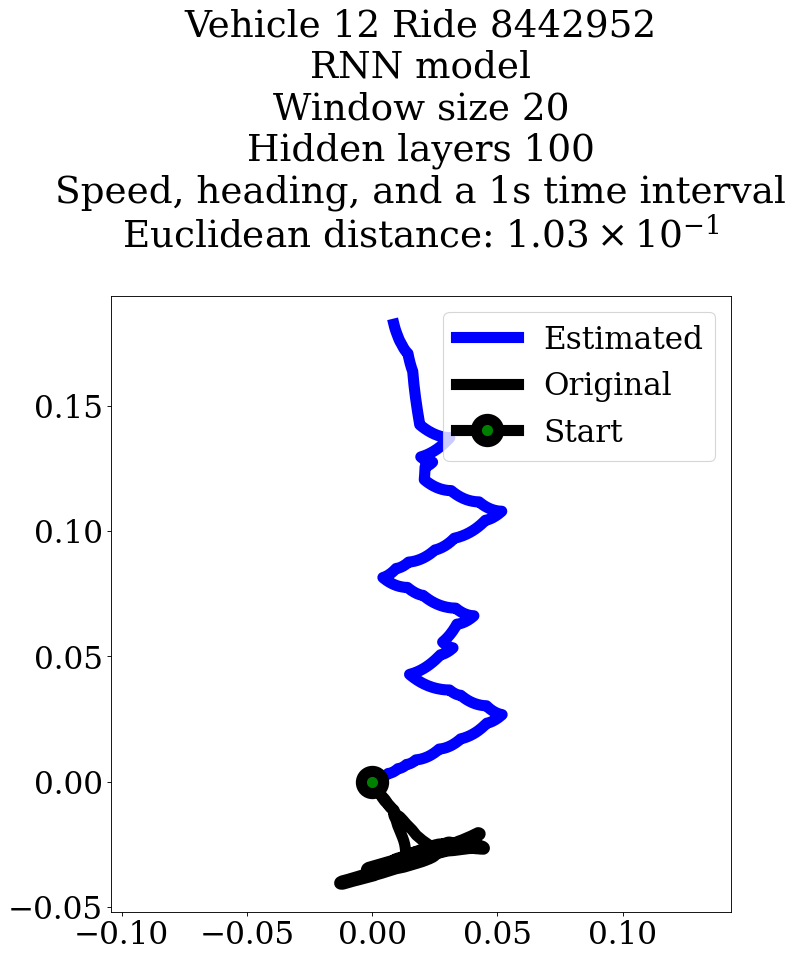 Vehicle 12 Ride 8442952
RNN model
Window size 20
Hidden layers 100
Speed, heading, and a 1s time interval
Euclidean distance: 1.03 × 10⁻¹
Estimated
Original
Start
0.15
0.10
0.05
0.00
−0.05
−0.10 −0.05 0.00 0.05 0.10